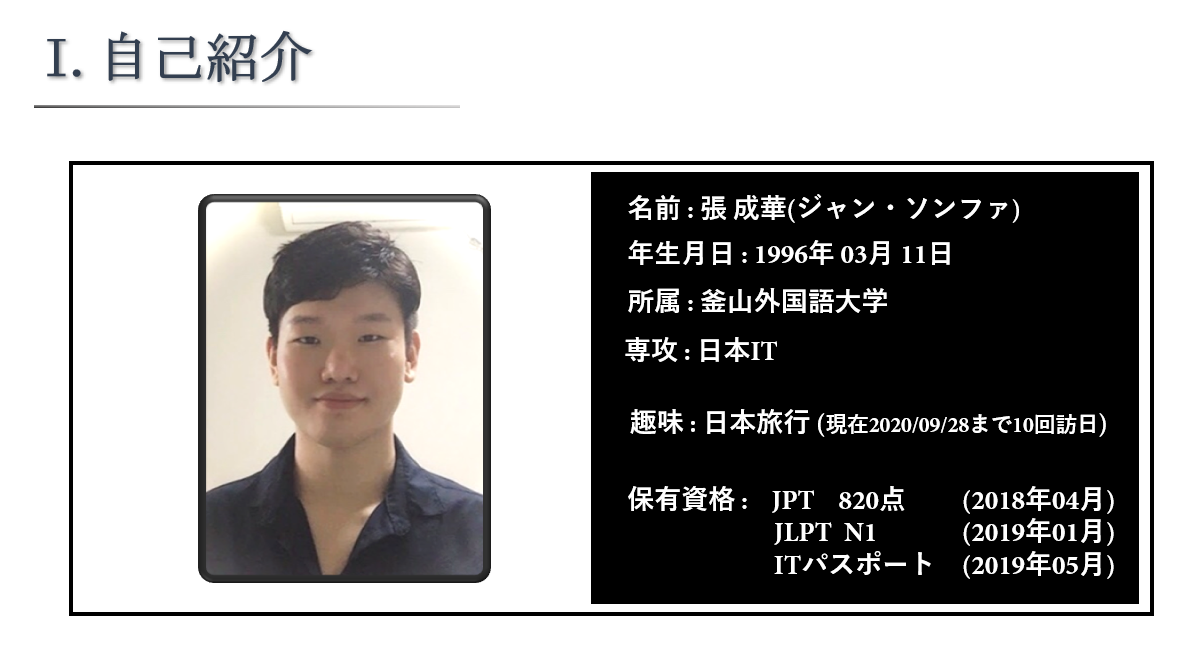 I. 自己紹介
名前 : 張 成華(ジャン・ソンファ)
年生月日 : 1996年 03月 11日
所属 : 釜山外国語大学
専攻 : 日本IT
趣味 : 日本旅行 (現在2020/09/28まで10回訪日)
保有資格 : JPT 820点 (2018年04月)
JLPT N1 (2019年01月)
ITパスポート (2019年05月)